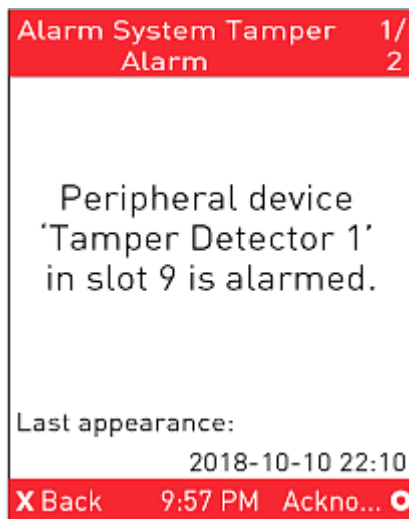 Alarm System Tamper 1/
Alarm 2
Peripheral device
‘Tamper Detector 1’
in slot 9 is alarmed.
Last appearance:
2018-10-10 22:10
X Back 9:57 PM Ackno...